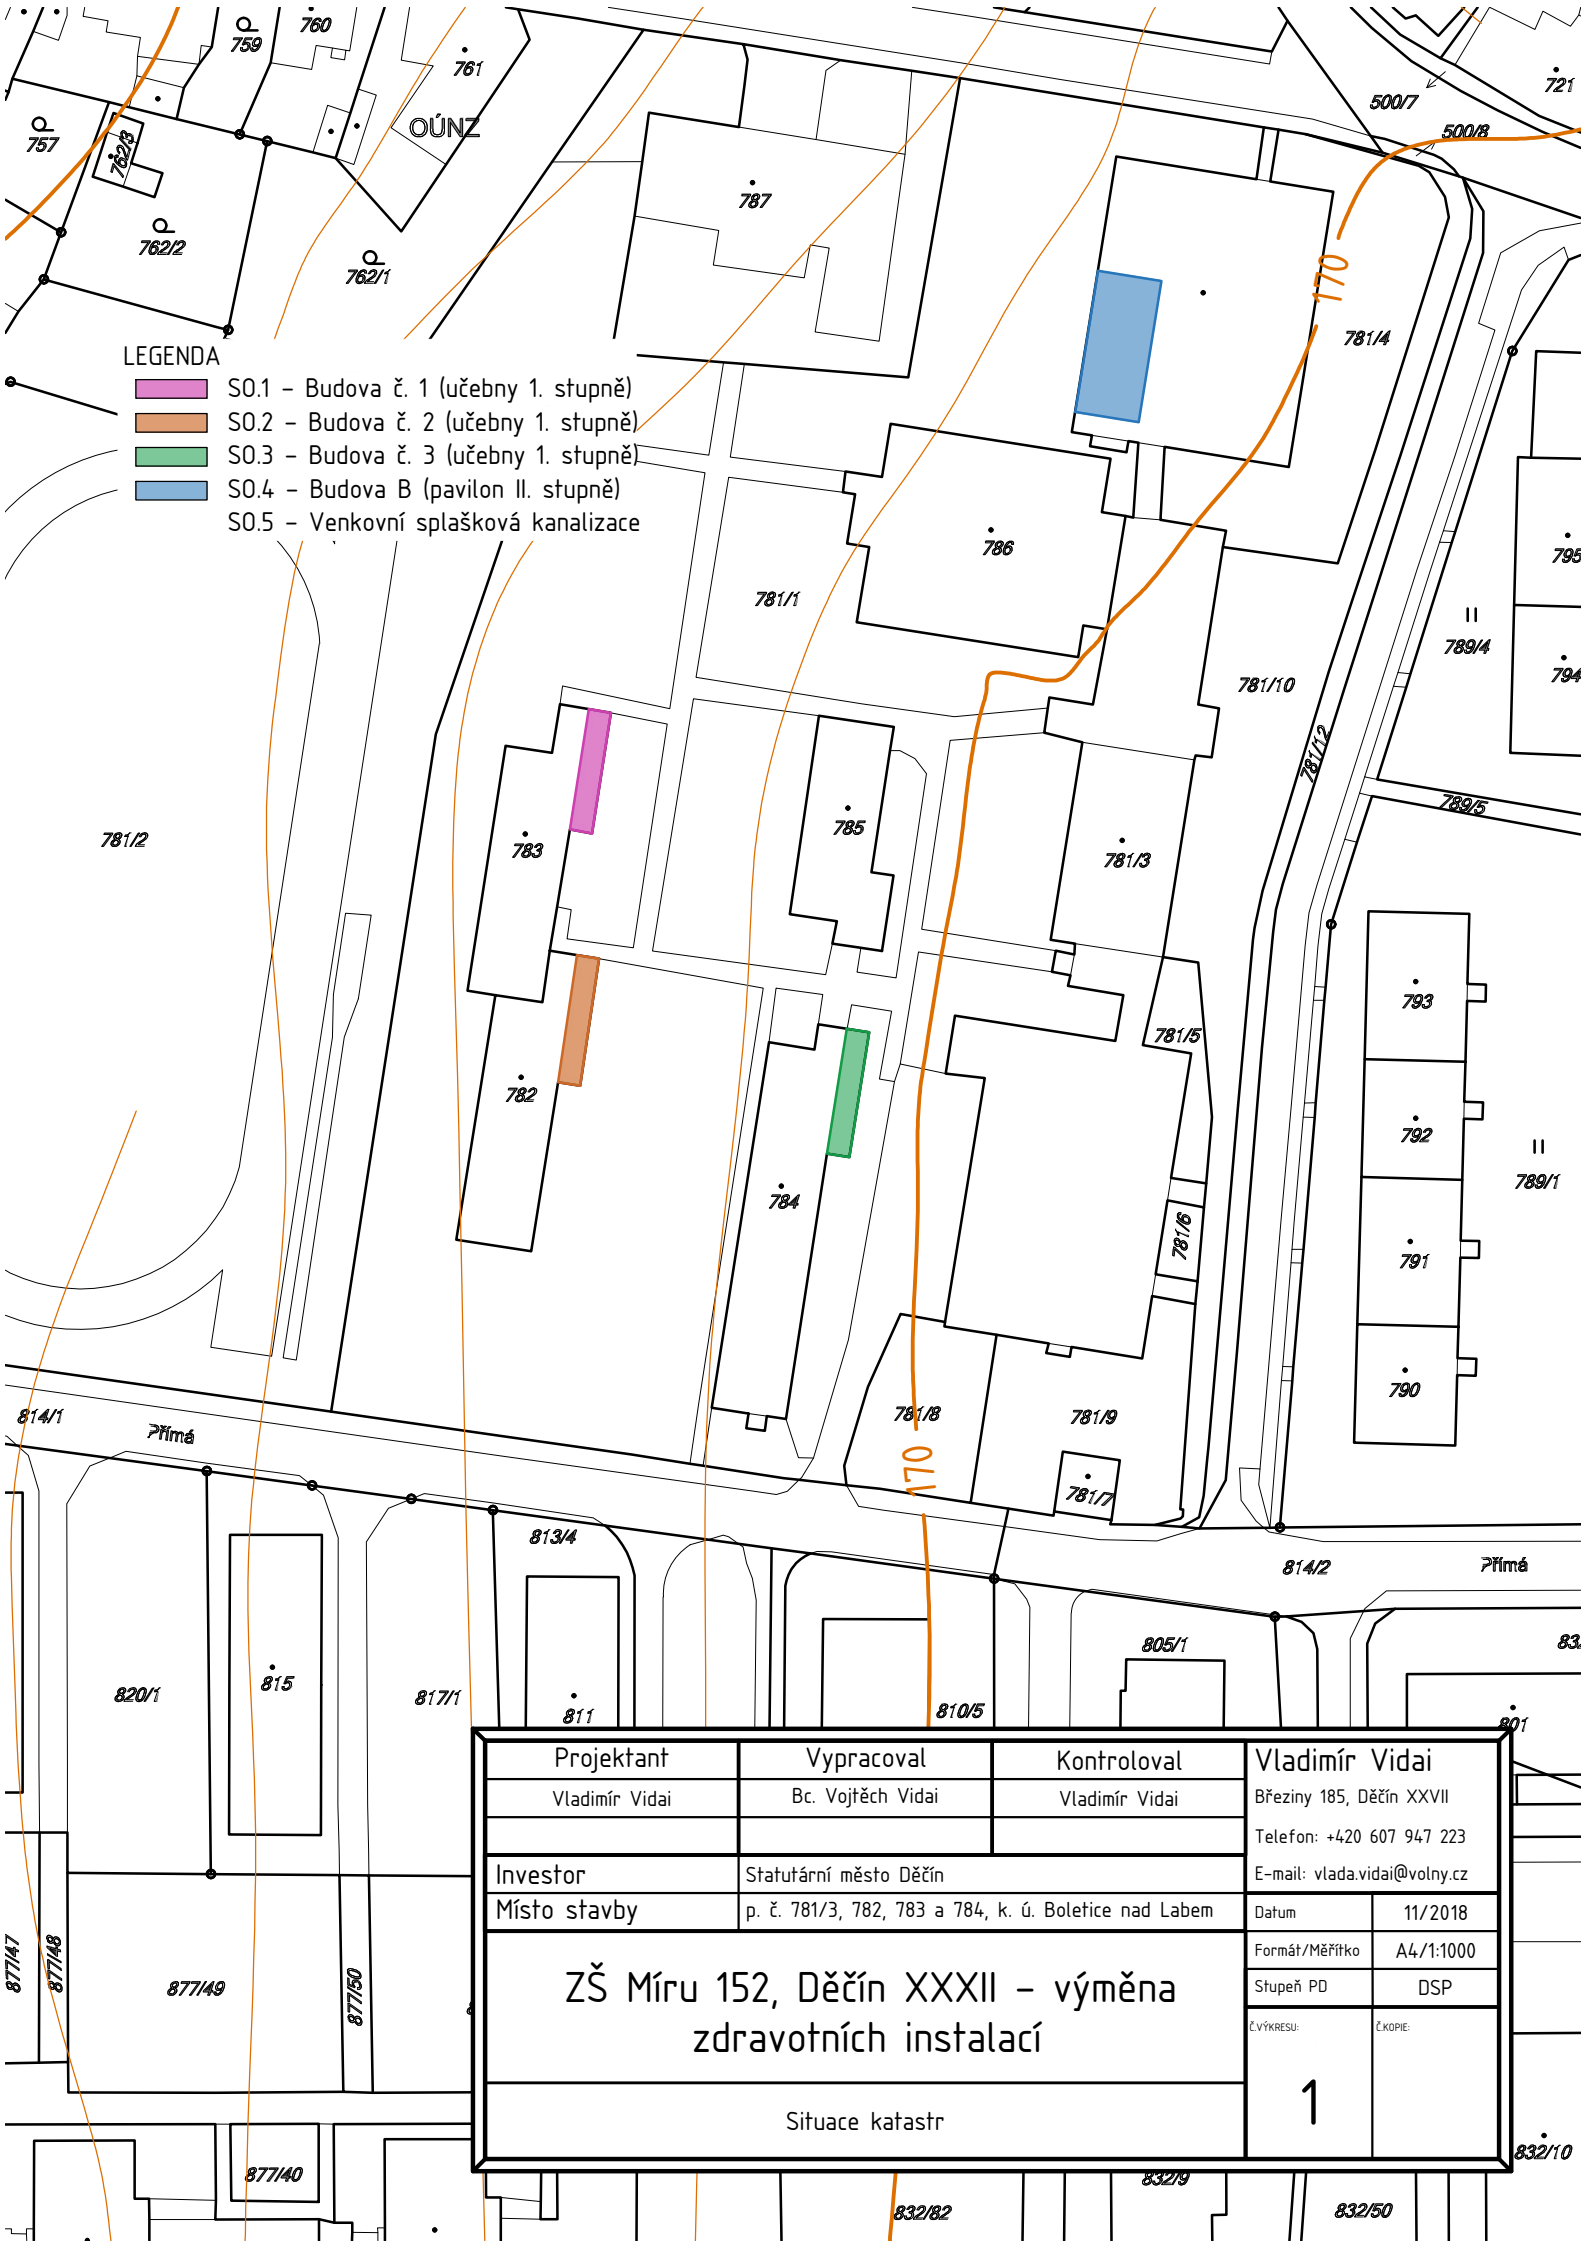 759
760
761
OÚNZ
757
762/3
762/2
762/1
787
500/7
500/8
721
170
781/4
LEGENDA
SO.1 – Budova č. 1 (učebny 1. stupně)
SO.2 – Budova č. 2 (učebny 1. stupně)
SO.3 – Budova č. 3 (učebny 1. stupně)
SO.4 – Budova B (pavilon II. stupně)
SO.5 – Venkovní splašková kanalizace
786
795
781/1
789/4
794
781/10
781/12
789/5
781/2
783
785
781/3
793
781/5
782
792
784
789/1
781/6
791
790
814/1
Přímá
781/8
781/9
170
781/7
813/4
814/2
Přímá
805/1
820/1
815
817/1
811
810/5
801
Projektant
Vypracoval
Kontroloval
Vladimír Vidai
Vladimír Vidai
Bc. Vojtěch Vidai
Vladimír Vidai
Březiny 185, Děčín XXVII
Telefon: +420 607 947 223
E-mail: vlada.vidai@volny.cz
Investor
Statutární město Děčín
Místo stavby
p. č. 781/3, 782, 783 a 784, k. ú. Boletice nad Labem
Datum
11/2018
Formát/Měřítko
A4/1:1000
Stupeň PD
DSP
ZŠ Míru 152, Děčín XXXII – výměna
zdravotních instalací
Č.VÝKRESU:
Č.KOPIE:
1
Situace katastr
877/47
877/48
877/49
877/50
877/40
832/10
832/9
832/82
832/50